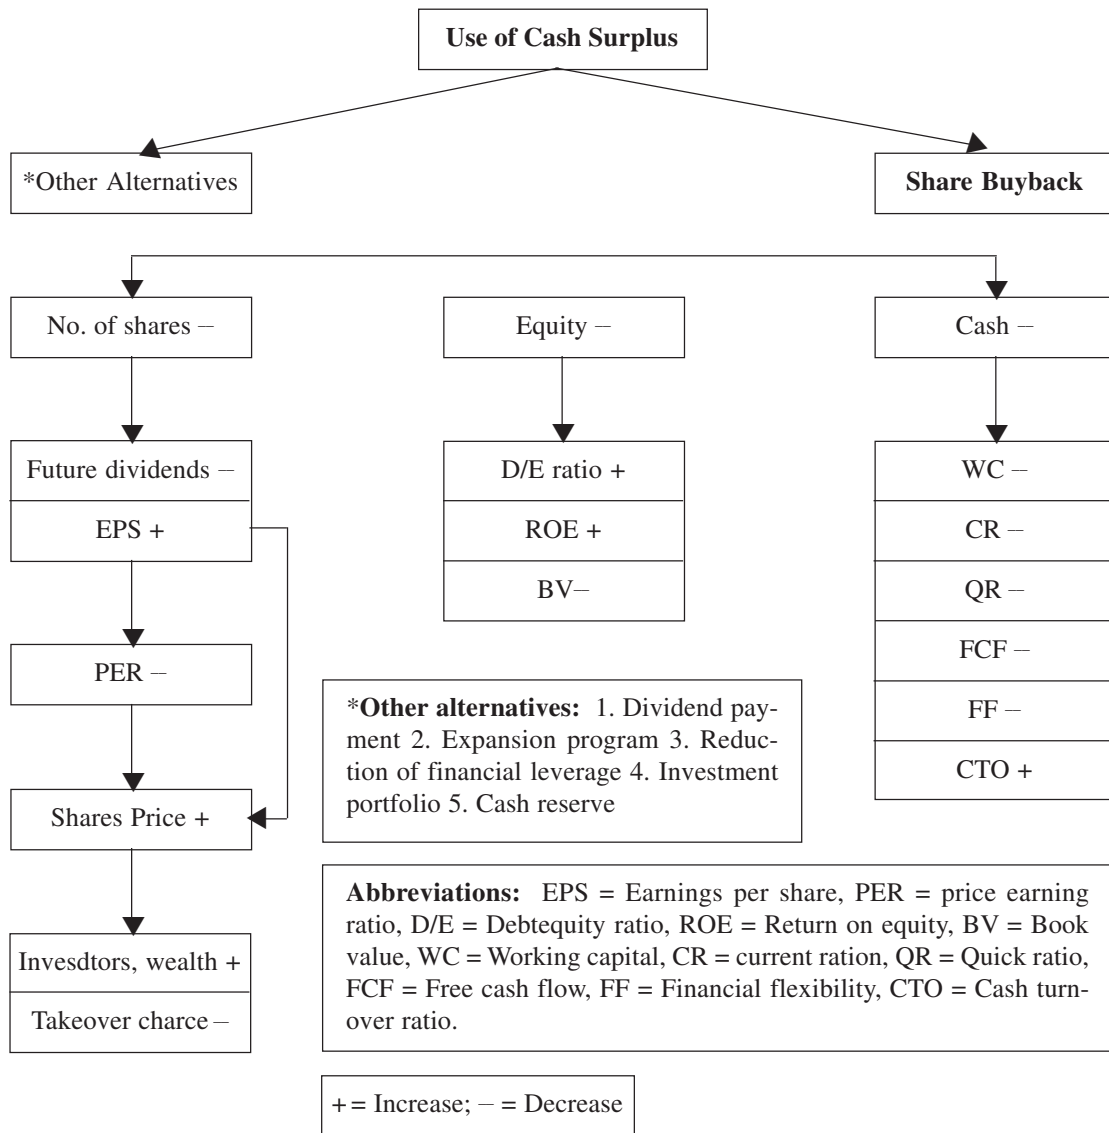 Use of Cash Surplus
*Other Alternatives
Share Buyback
No. of shares –
Equity –
Cash –
Future dividends –
EPS +
PER –
Shares Price +
Invesdtors, wealth +
Takeover charce –
D/E ratio +
ROE +
BV–
WC –
CR –
QR –
FCF –
FF –
CTO +
*Other alternatives: 1. Dividend pay-
ment 2. Expansion program 3. Reduc-
tion of financial leverage 4. Investment
portfolio 5. Cash reserve
Abbreviations: EPS = Earnings per share, PER = price earning
ratio, D/E = Debtequity ratio, ROE = Return on equity, BV = Book
value, WC = Working capital, CR = current ration, QR = Quick ratio,
FCF = Free cash flow, FF = Financial flexibility, CTO = Cash turn-
over ratio.
+ = Increase; – = Decrease